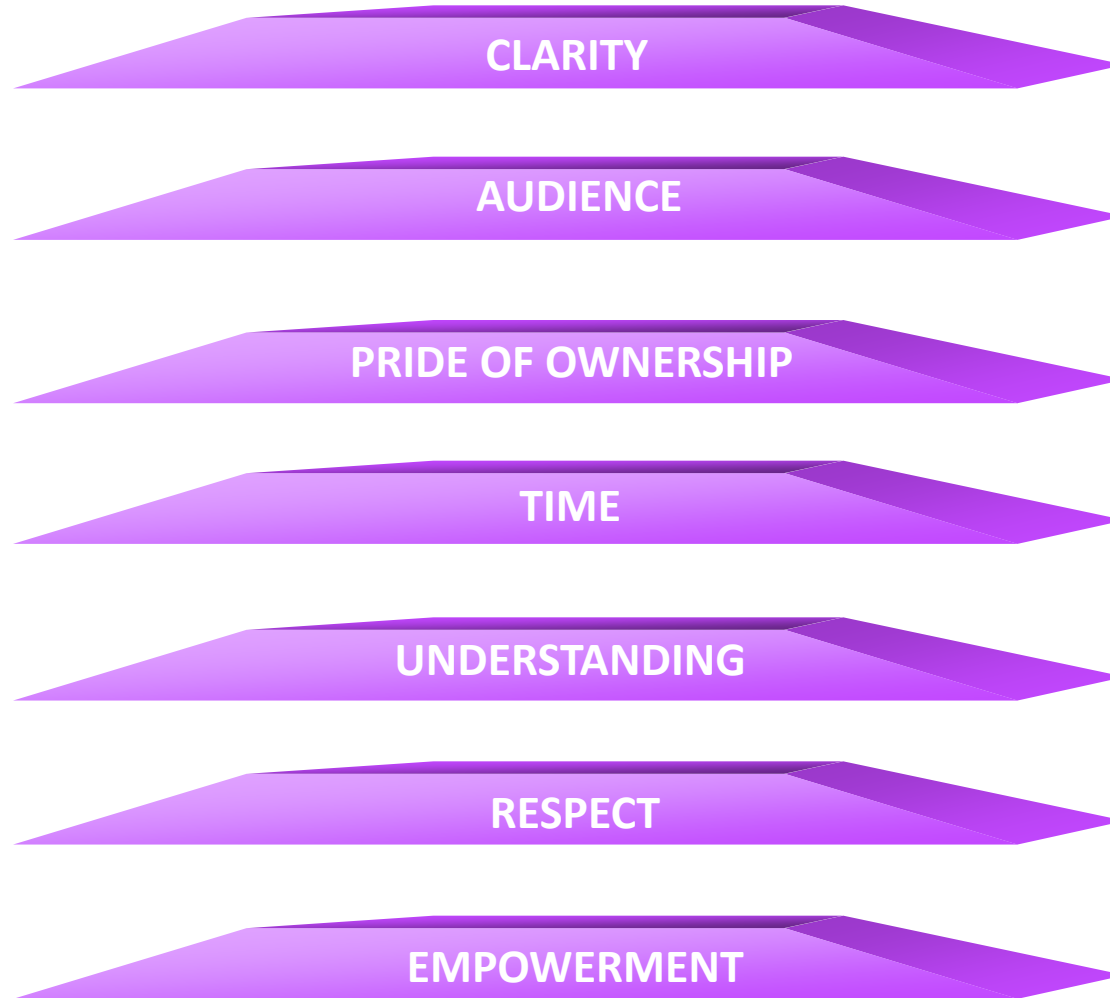 CLARITY
AUDIENCE
PRIDE OF OWNERSHIP
TIME
UNDERSTANDING
RESPECT
EMPOWERMENT